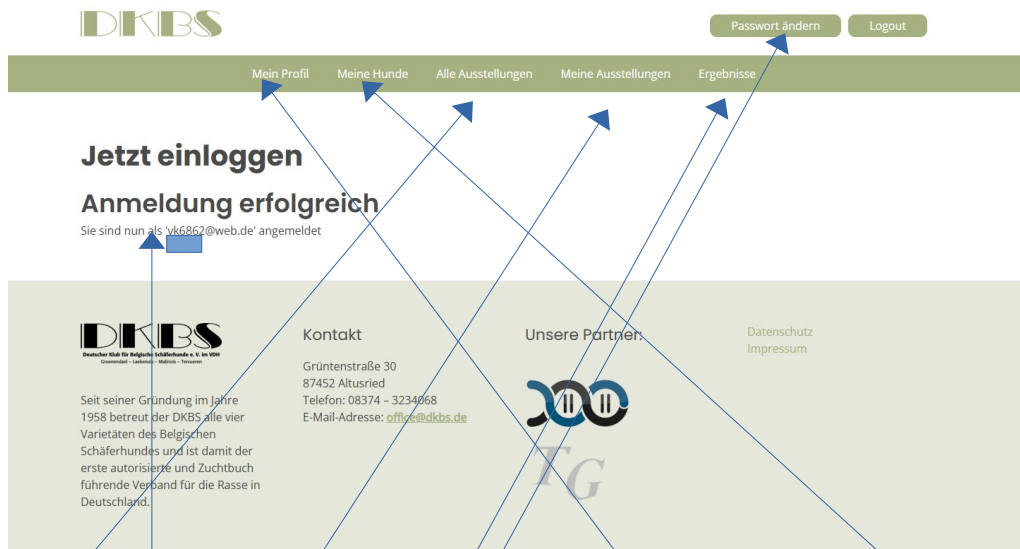 DKBS
Passwort ändern
Logout
Mein Profil
Meine Hunde
Alle Ausstellungen
Meine Ausstellungen
Ergebnisse
Jetzt einloggen
Anmeldung erfolgreich
Sie sind nun als 'vk6862@web.de' angemeldet
DKBS
Deutscher Klub für Belgische Schäferhunde e. V. im VDH
Groenendael – Laekenois – Malinois – Tervueren
Seit seiner Gründung im Jahre
1958 betreut der DKBS alle vier
Varietäten des Belgischen
Schäferhundes und ist damit der
erste autorisierte und Zuchtbuch
führende Verband für die Rasse in
Deutschland.
Kontakt
Grüntenstraße 30
87452 Altusried
Telefon: 08374 – 3234068
E-Mail-Adresse: office@dkbs.de
Unsere Partner:
TG
Datenschutz
Impressum